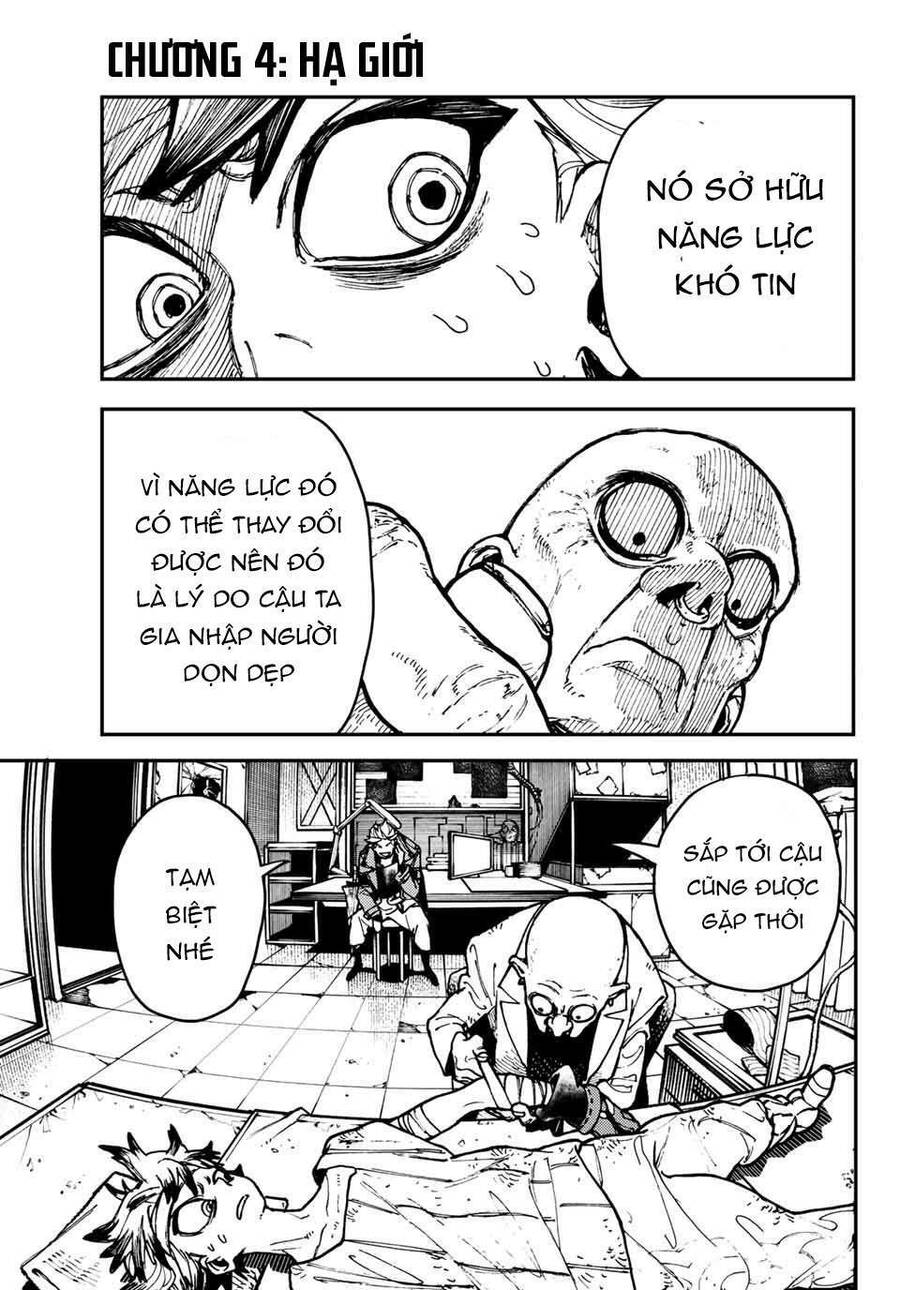 CHƯƠNG 4: HẠ GIỚI
NÓ SỞ HỮU
NĂNG LỰC
KHÓ TIN
VÌ NĂNG LỰC ĐÓ
CÓ THỂ THAY ĐỔI
ĐƯỢC NÊN ĐÓ
LÀ LÝ DO CẬU TA
GIA NHẬP NGƯỜI
DỌN DẸP
SẮP TỚI CẬU
CŨNG ĐƯỢC
GẶP THÔI
TẠM
BIỆT
NHÉ